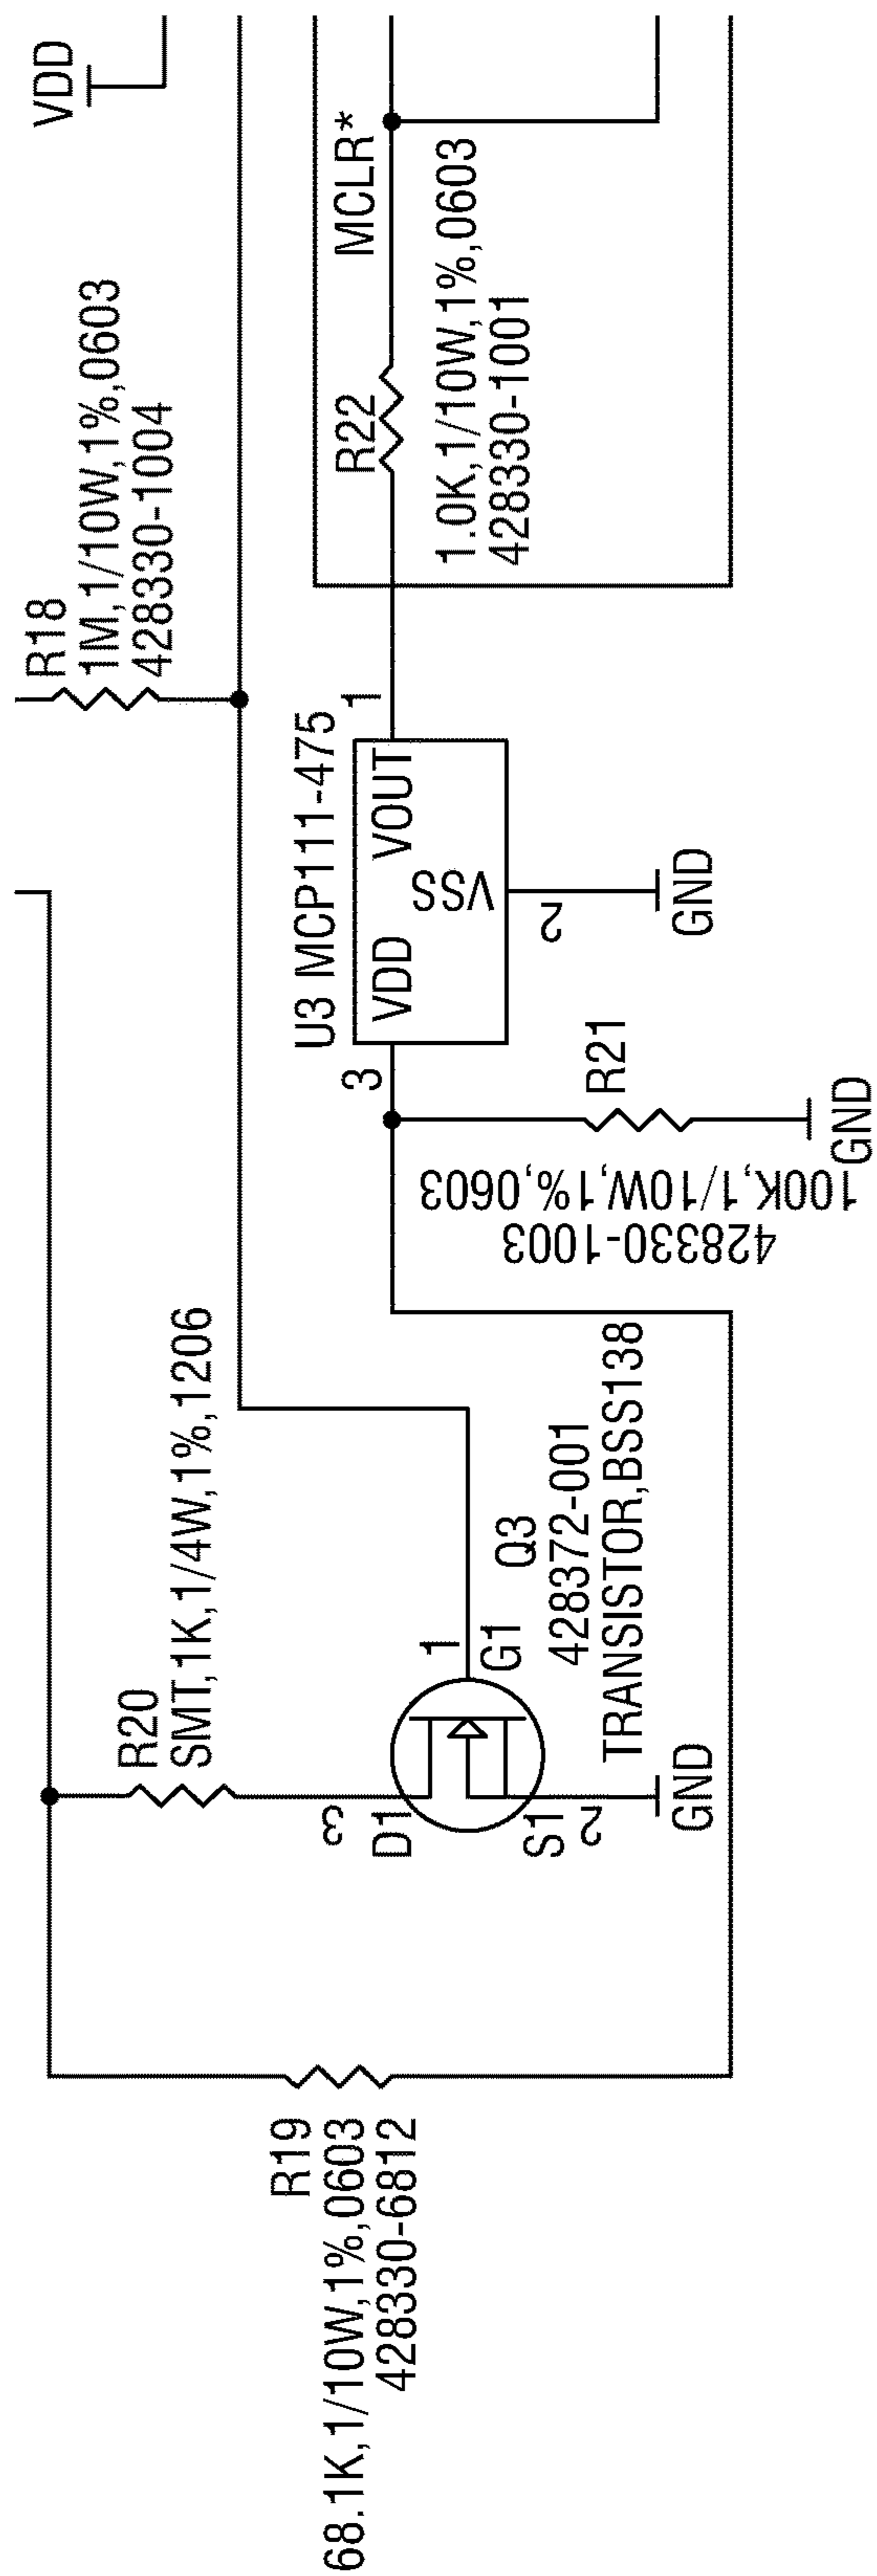 VDD
R18
1M,1/10W,1%,0603
428330-1004
MCLR*
R22
1.0K,1/10W,1%,0603
428330-1001
U3 MCP111-475
1
VOUT
VDD
VSS
2
GND
3
R21
GND
100K,1/10W,1%,0603
428330-1003
R20
SMT,1K,1/4W,1%,1206
1
G1
Q3
428372-001
TRANSISTOR,BSS138
3
D1
S1
2
GND
R19
68.1K,1/10W,1%,0603
428330-6812